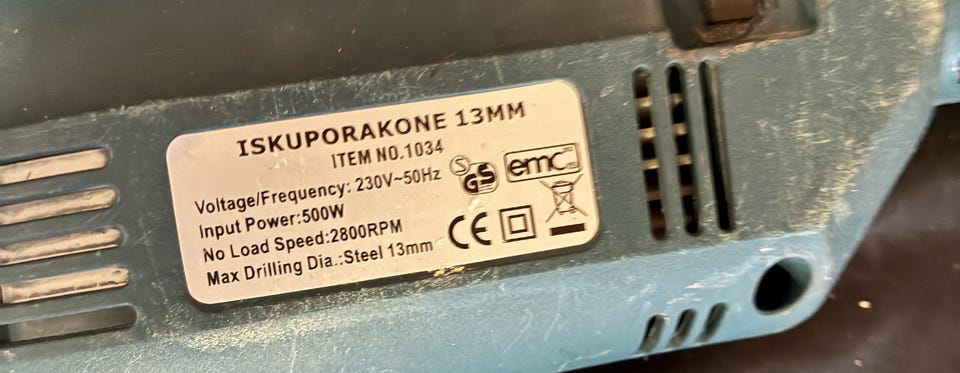 ISKUPORAKONE 13MM
ITEM NO.1034
Voltage/Frequency: 230V~50Hz
Input Power:500W
No Load Speed:2800RPM
Max Drilling Dia.:Steel 13mm
S GS
emc
CE